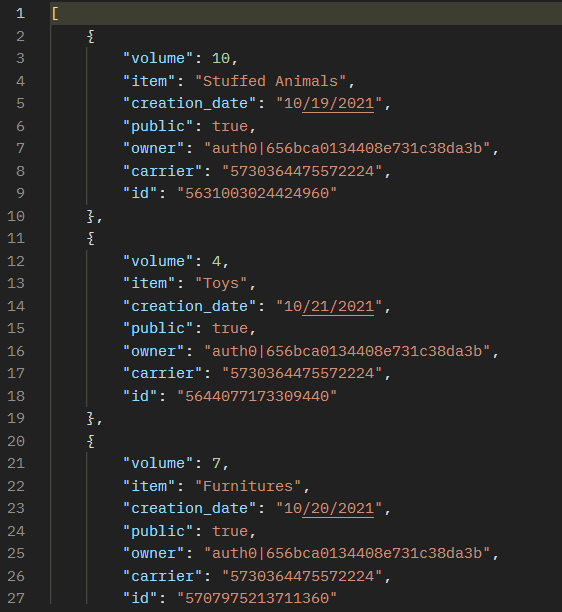 1 [
2     {
3         "volume": 10,
4         "item": "Stuffed Animals",
5         "creation_date": "10/19/2021",
6         "public": true,
7         "owner": "auth0|656bca0134408e731c38da3b",
8         "carrier": "5730364475572224",
9         "id": "5631003024424960"
10     },
11     {
12         "volume": 4,
13         "item": "Toys",
14         "creation_date": "10/21/2021",
15         "public": true,
16         "owner": "auth0|656bca0134408e731c38da3b",
17         "carrier": "5730364475572224",
18         "id": "5644077173309440"
19     },
20     {
21         "volume": 7,
22         "item": "Furnitures",
23         "creation_date": "10/20/2021",
24         "public": true,
25         "owner": "auth0|656bca0134408e731c38da3b",
26         "carrier": "5730364475572224",
27         "id": "5707975213711360"